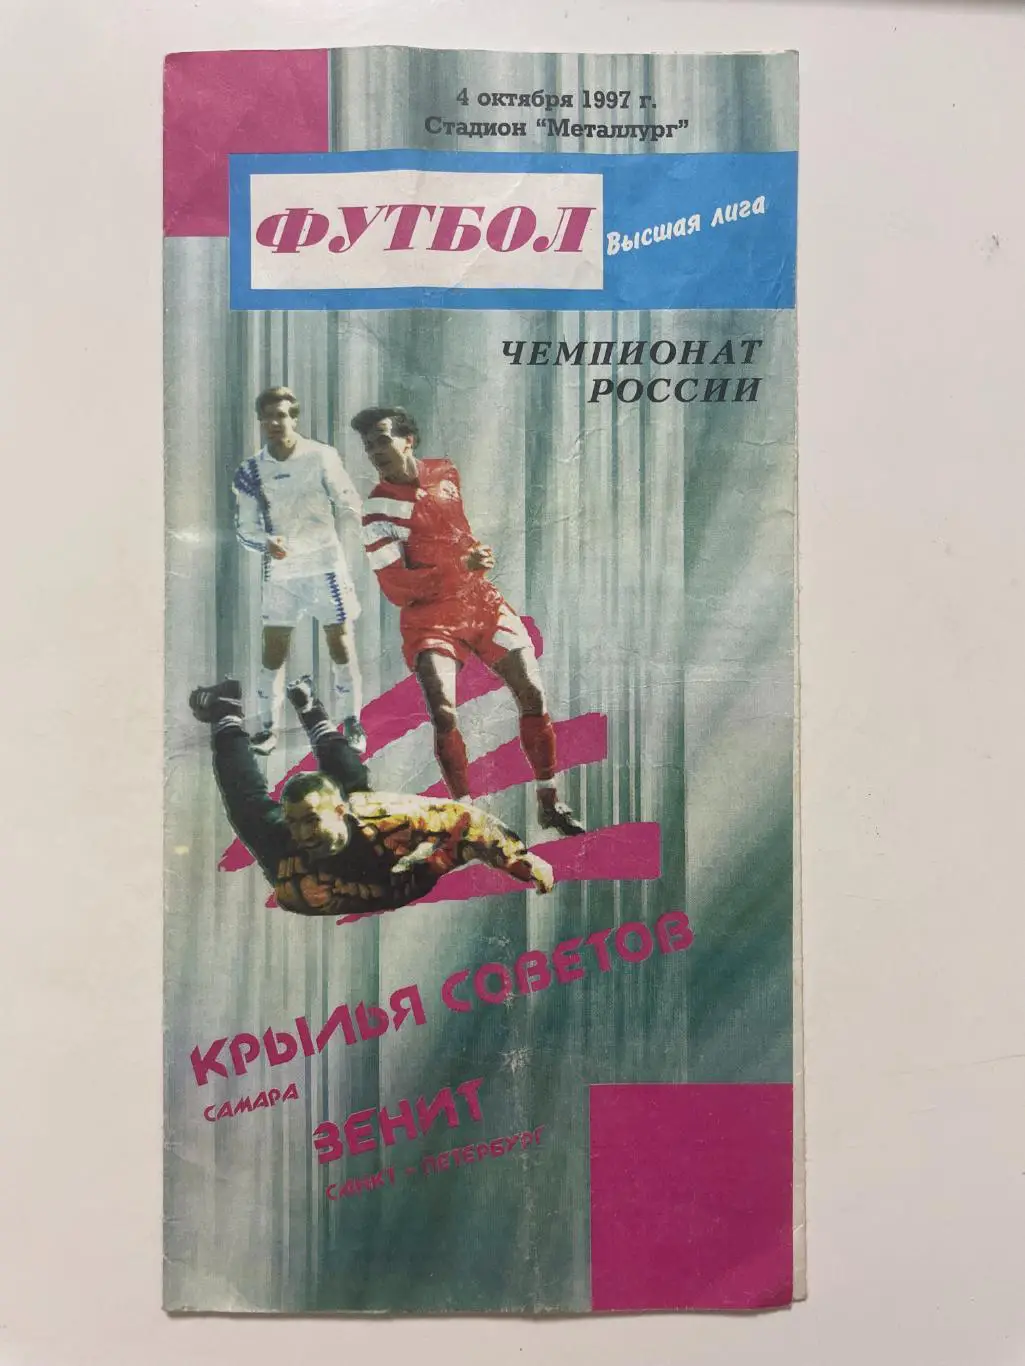 4 октября 1997 г.
Стадион "Металлург"
ФУТБОЛ
Высшая лига
ЧЕМПИОНАТ
РОССИИ
КРЫЛЬЯ СОВЕТОВ
САМАРА
ЗЕНИТ
САНКТ - ПЕТЕРБУРГ